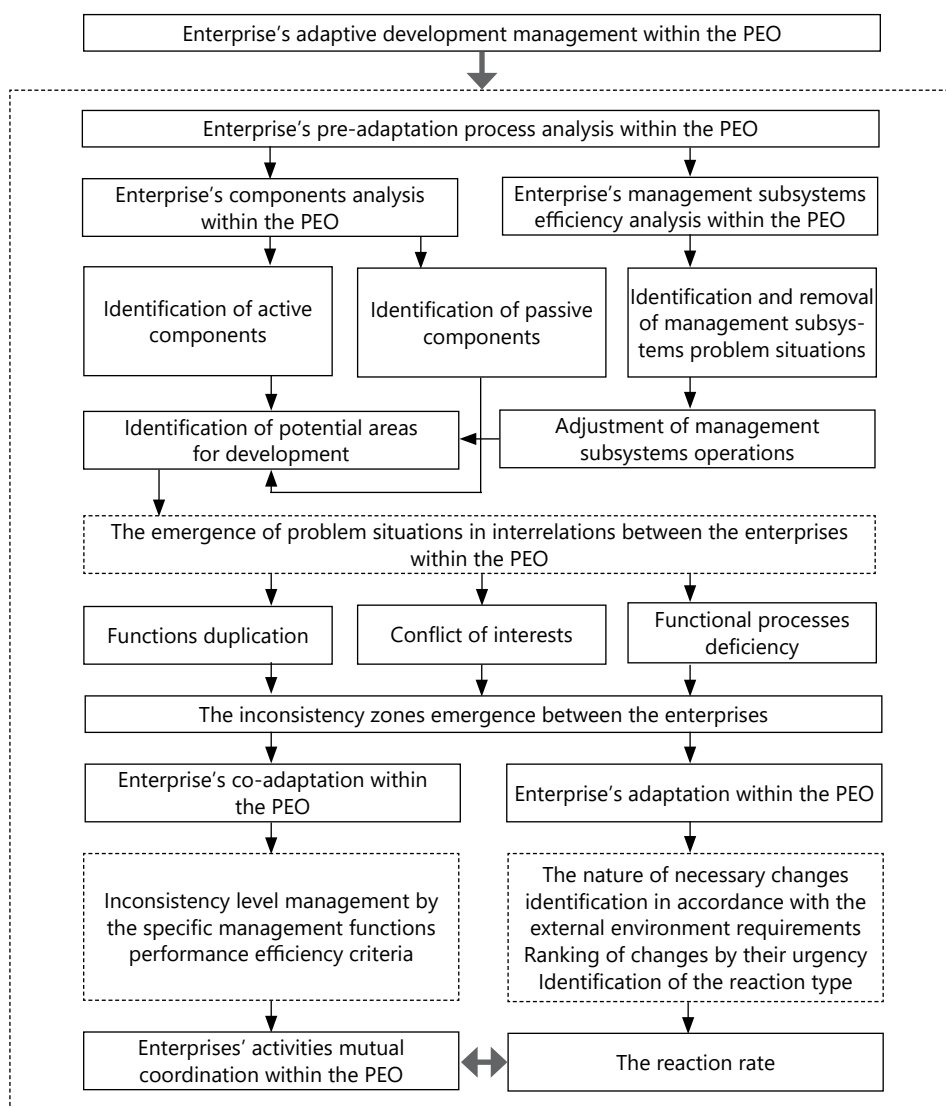 Enterprise's adaptive development management within the PEO
Enterprise's pre-adaptation process analysis within the PEO
Enterprise's components analysis
within the PEO
Enterprise's management subsystems
efficiency analysis within the PEO
Identification of active
components
Identification of passive
components
Identification and removal
of management subsys-
tems problem situations
Identification of potential areas
for development
Adjustment of management
subsystems operations
The emergence of problem situations in interrelations between the enterprises
within the PEO
Functions duplication
Conflict of interests
Functional processes
deficiency
The inconsistency zones emergence between the enterprises
Enterprise's co-adaptation within
the PEO
Enterprise's adaptation within the PEO
Inconsistency level management by
the specific management functions
performance efficiency criteria
The nature of necessary changes
identification in accordance with the
external environment requirements
Ranking of changes by their urgency
Identification of the reaction type
Enterprises' activities mutual
coordination within the PEO
The reaction rate